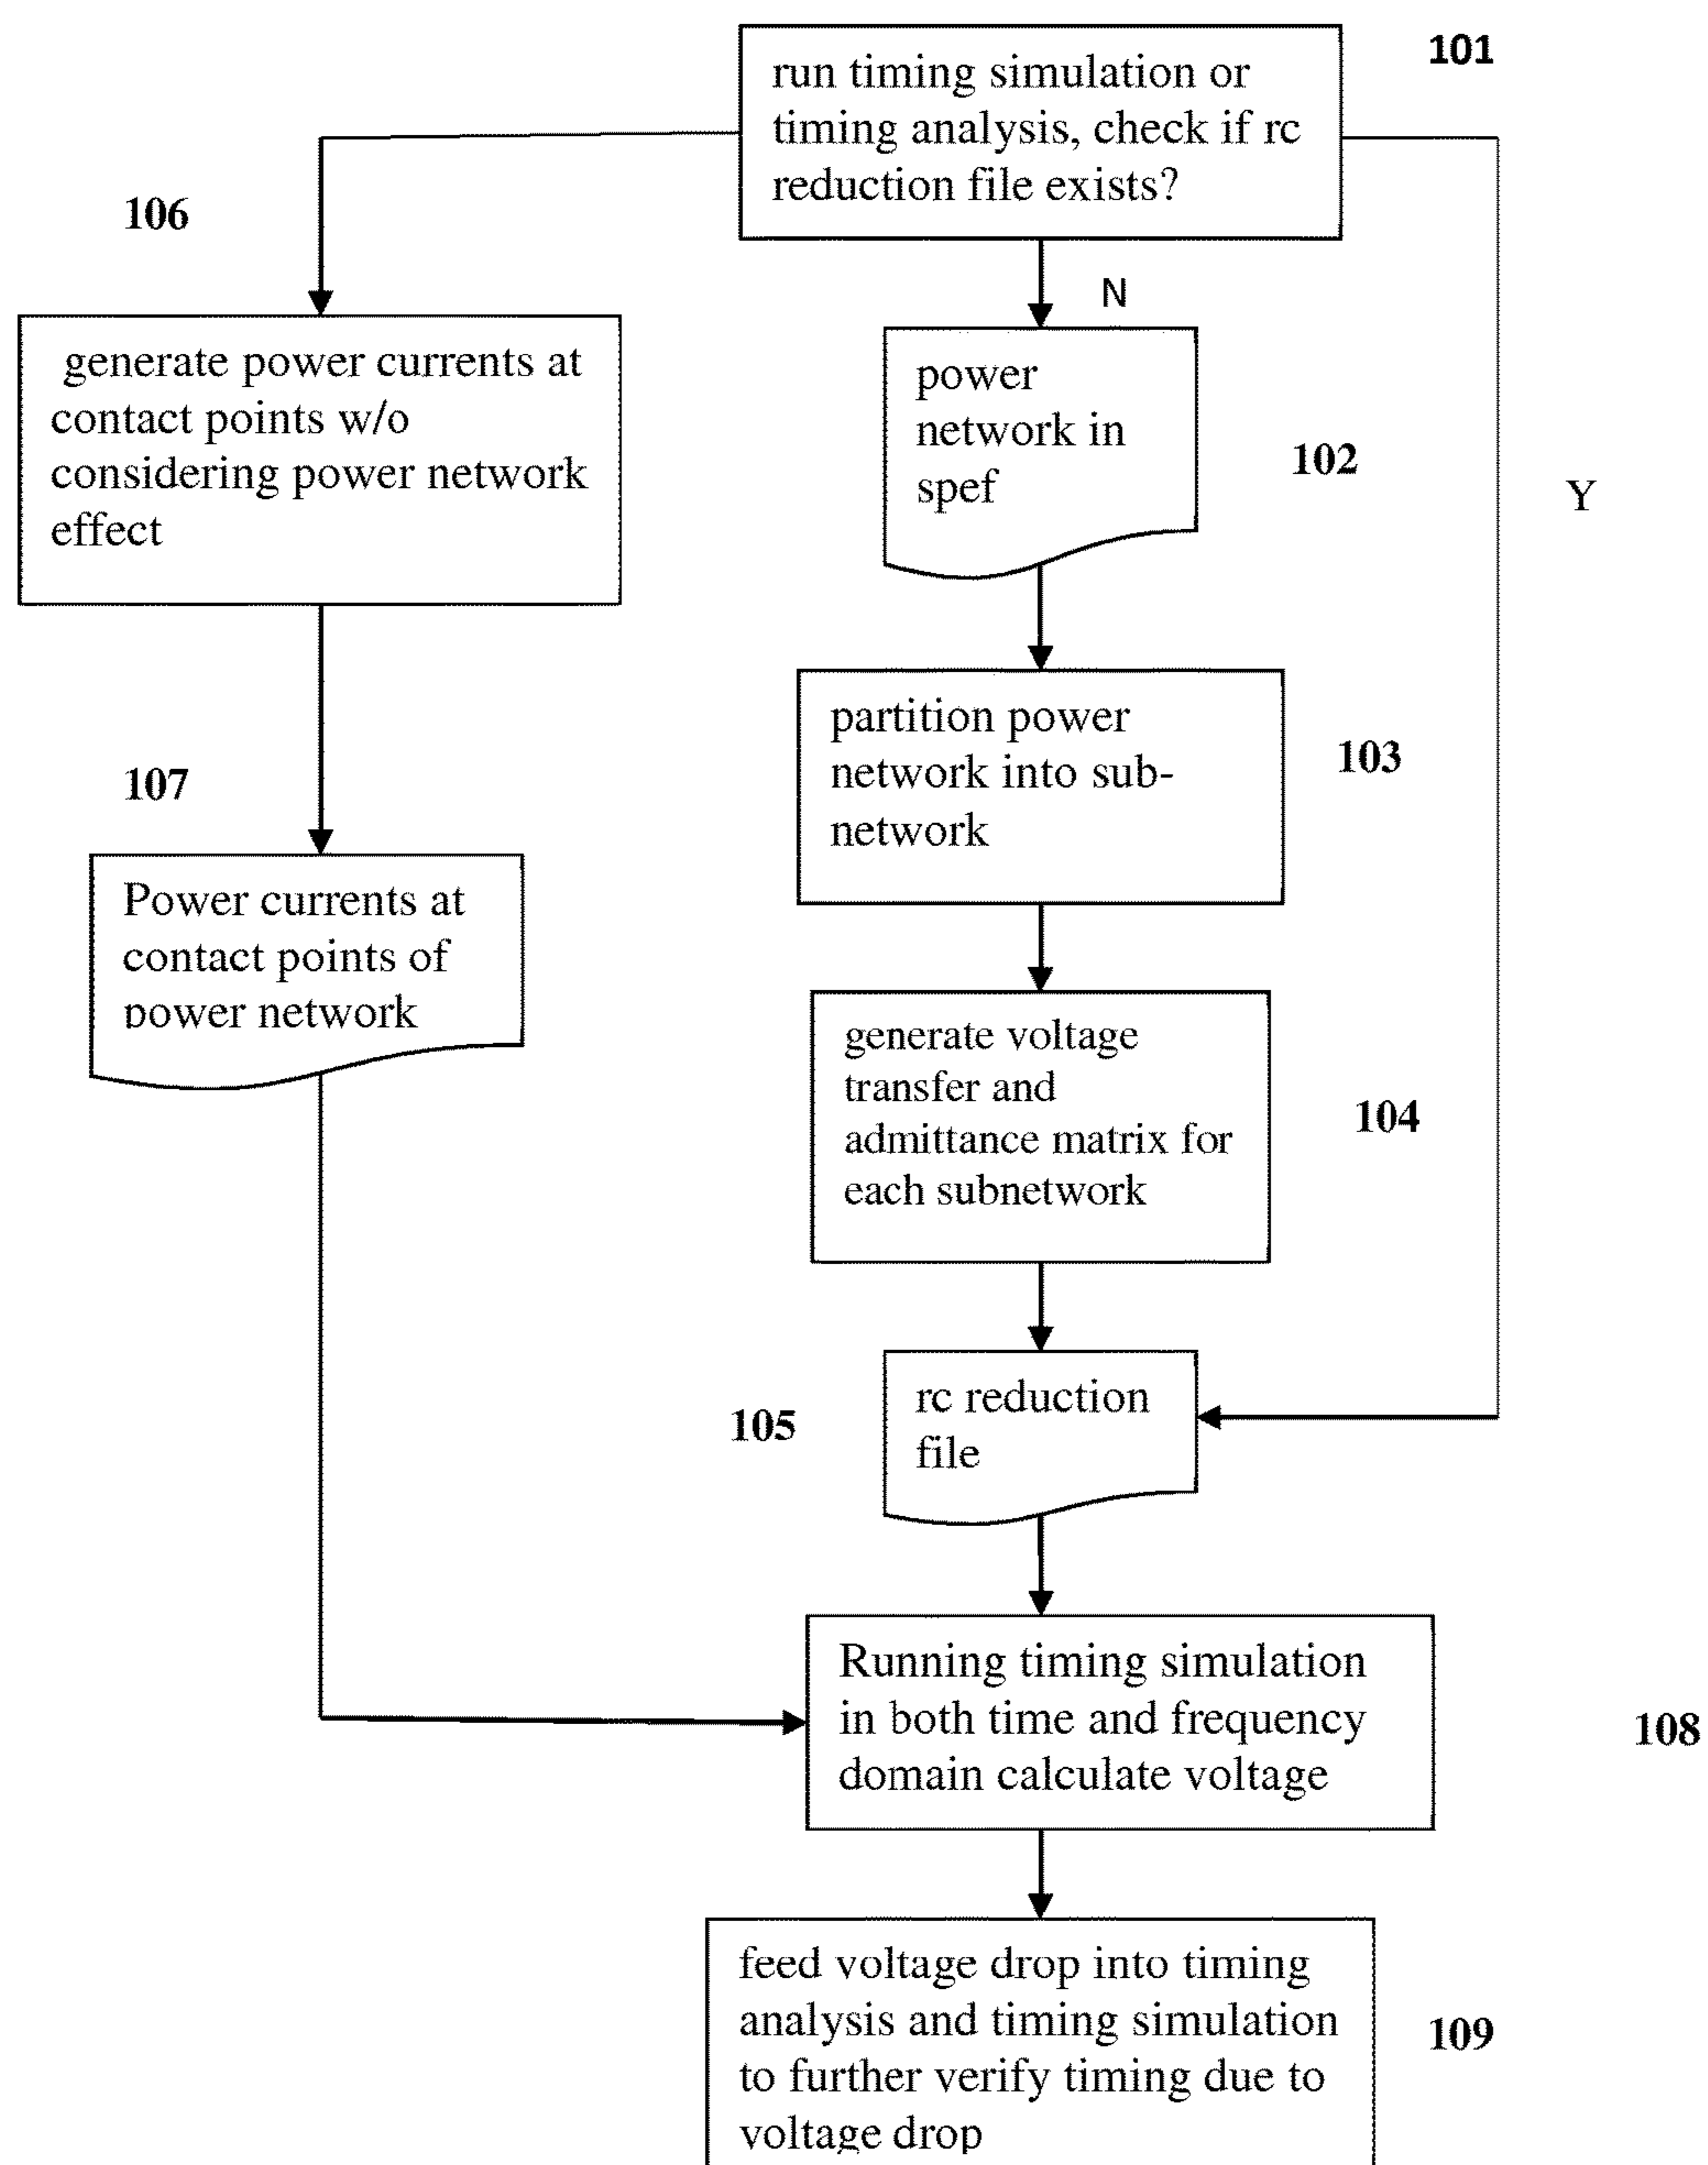 101
run timing simulation or
timing analysis, check if rc
reduction file exists?
106
N
generate power currents at
contact points w/o
considering power network
effect
power
network in
spef
102
Y
partition power
network into sub-
network
103
107
Power currents at
contact points of
power network
generate voltage
transfer and
admittance matrix for
each subnetwork
104
rc reduction
file
105
Running timing simulation
in both time and frequency
domain calculate voltage
108
feed voltage drop into timing
analysis and timing simulation
to further verify timing due to
voltage drop
109